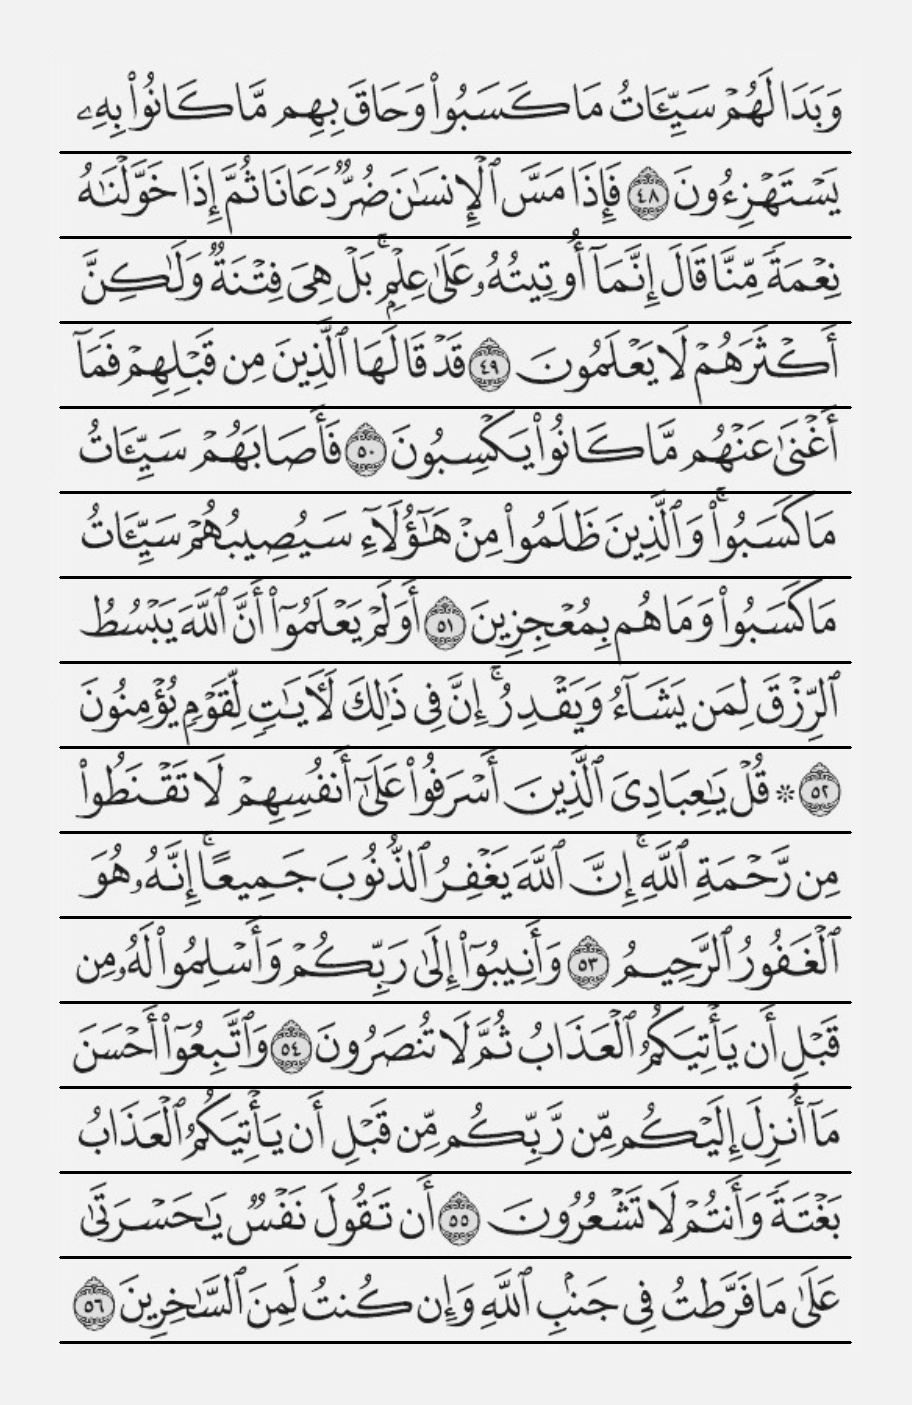 وَبَدَا لَهُمۡ سَيِّـَٔاتُ مَا كَسَبُواْ وَحَاقَ بِهِم مَّا كَانُواْ بِهِۦ
يَسۡتَهۡزِءُونَ ٤٨ فَإِذَا مَسَّ ٱلۡإِنسَٰنَ ضُرّٞ دَعَانَا ثُمَّ إِذَا خَوَّلۡنَٰهُ
نِعۡمَةٗ مِّنَّا قَالَ إِنَّمَآ أُوتِيتُهُۥ عَلَىٰ عِلۡمِۭۚ بَلۡ هِيَ فِتۡنَةٞ وَلَٰكِنَّ
أَكۡثَرَهُمۡ لَا يَعۡلَمُونَ ٤٩ قَدۡ قَالَهَا ٱلَّذِينَ مِن قَبۡلِهِمۡ فَمَآ
أَغۡنَىٰ عَنۡهُم مَّا كَانُواْ يَكۡسِبُونَ ٥٠ فَأَصَابَهُمۡ سَيِّـَٔاتُ
مَا كَسَبُواْۚ وَٱلَّذِينَ ظَلَمُواْ مِنۡ هَٰٓؤُلَآءِ سَيُصِيبُهُمۡ سَيِّـَٔاتُ
مَا كَسَبُواْ وَمَا هُم بِمُعۡجِزِينَ ٥١ أَوَلَمۡ يَعۡلَمُوٓاْ أَنَّ ٱللَّهَ يَبۡسُطُ
ٱلرِّزۡقَ لِمَن يَشَآءُ وَيَقۡدِرُۚ إِنَّ فِي ذَٰلِكَ لَأٓيَٰتٖ لِّقَوۡمٖ يُؤۡمِنُونَ
٥٢ ۞ قُلۡ يَٰعِبَادِيَ ٱلَّذِينَ أَسۡرَفُواْ عَلَىٰٓ أَنفُسِهِمۡ لَا تَقۡنَطُواْ
مِن رَّحۡمَةِ ٱللَّهِۚ إِنَّ ٱللَّهَ يَغۡفِرُ ٱلذُّنُوبَ جَمِيعًاۚ إِنَّهُۥ هُوَ
ٱلۡغَفُورُ ٱلرَّحِيمُ ٥٣ وَأَنِيبُوٓاْ إِلَىٰ رَبِّكُمۡ وَأَسۡلِمُواْ لَهُۥ مِن
قَبۡلِ أَن يَأۡتِيَكُمُ ٱلۡعَذَابُ ثُمَّ لَا تُنصَرُونَ ٥٤ وَٱتَّبِعُوٓاْ أَحۡسَنَ
مَآ أُنزِلَ إِلَيۡكُم مِّن رَّبِّكُم مِّن قَبۡلِ أَن يَأۡتِيَكُمُ ٱلۡعَذَابُ
بَغۡتَةٗ وَأَنتُمۡ لَا تَشۡعُرُونَ ٥٥ أَن تَقُولَ نَفۡسٞ يَٰحَسۡرَتَىٰ
عَلَىٰ مَا فَرَّطتُ فِي جَنۢبِ ٱللَّهِ وَإِن كُنتُ لَمِنَ ٱلسَّٰخِرِينَ ٥٦